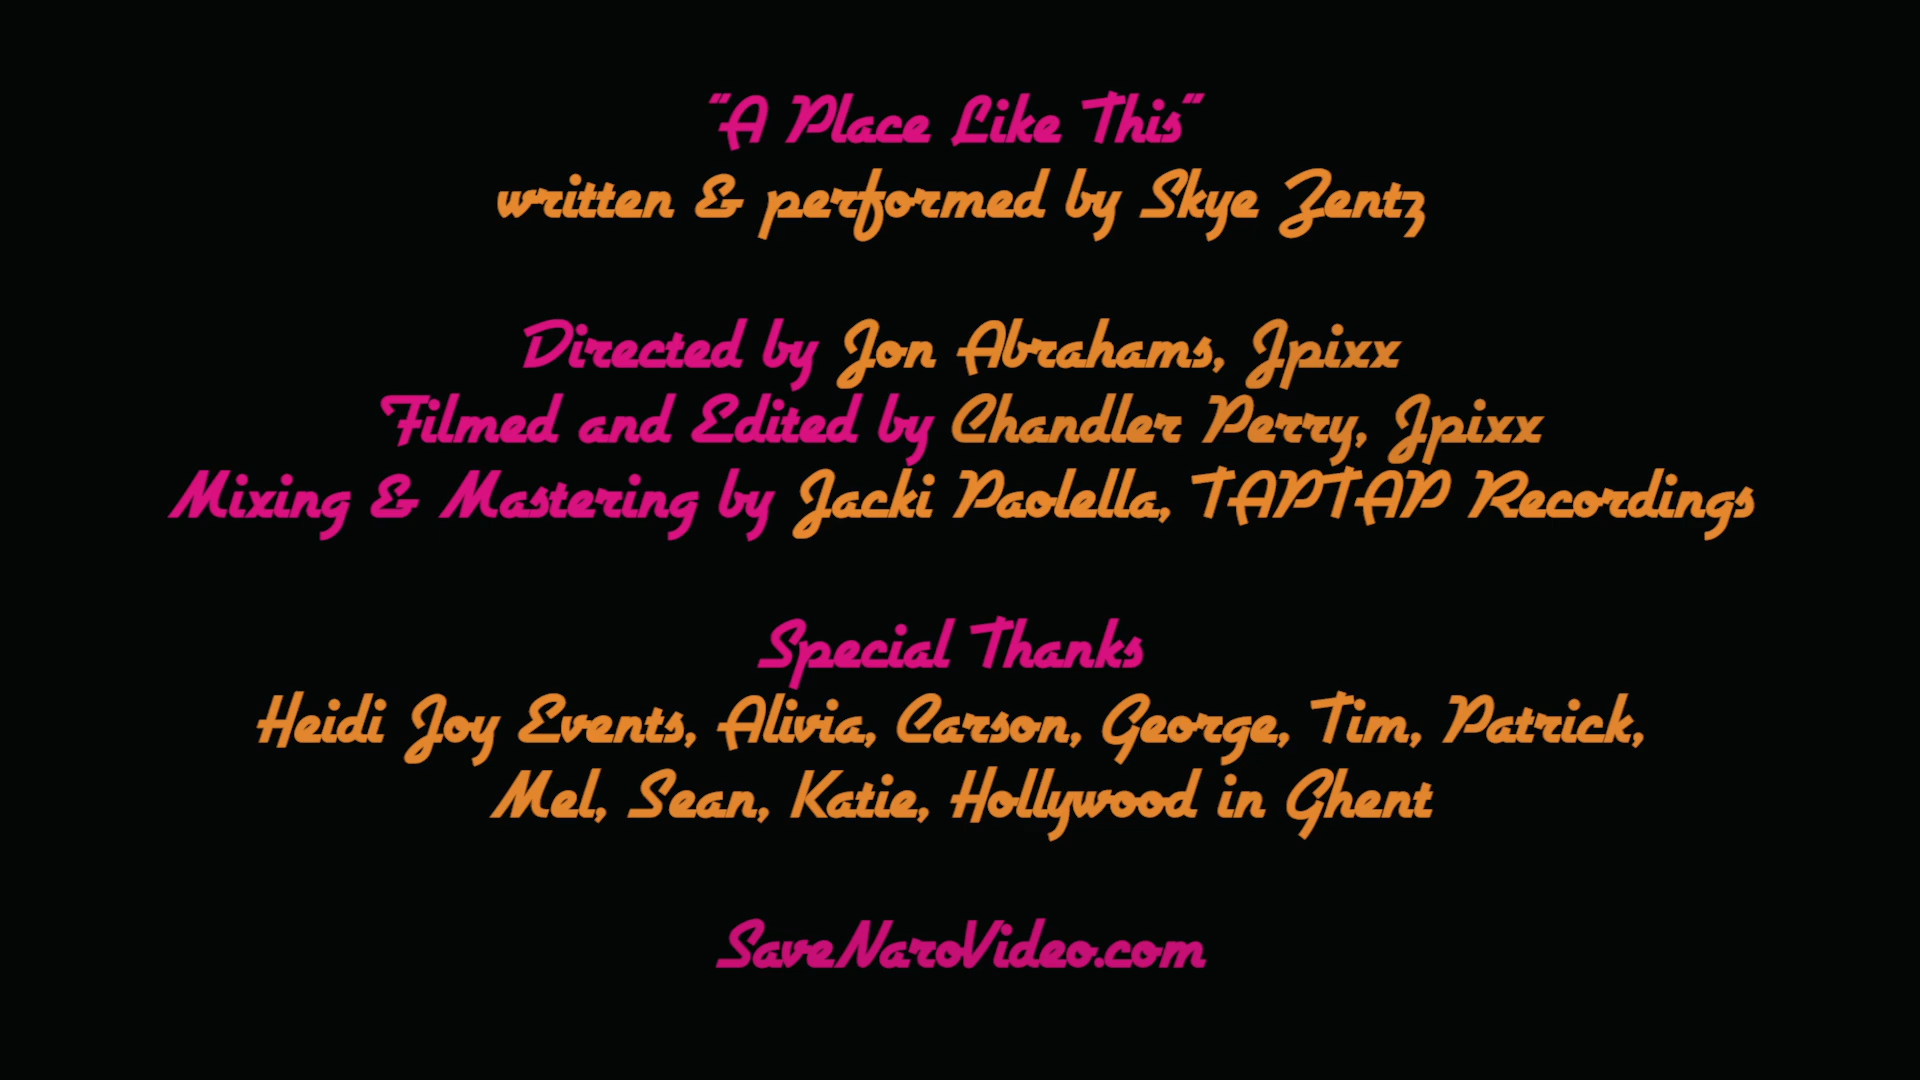 "A Place Like This"
written & performed by Skye Zentz
Directed by Jon Abrahams, Jpixx
Filmed and Edited by Chandler Perry, Jpixx
Mixing & Mastering by Jacki Paolella, TAPTAP Recordings
Special Thanks
Heidi Joy Events, Alivia, Carson, George, Tim, Patrick,
Mel, Sean, Katie, Hollywood in Ghent
SaveNaroVideo.com